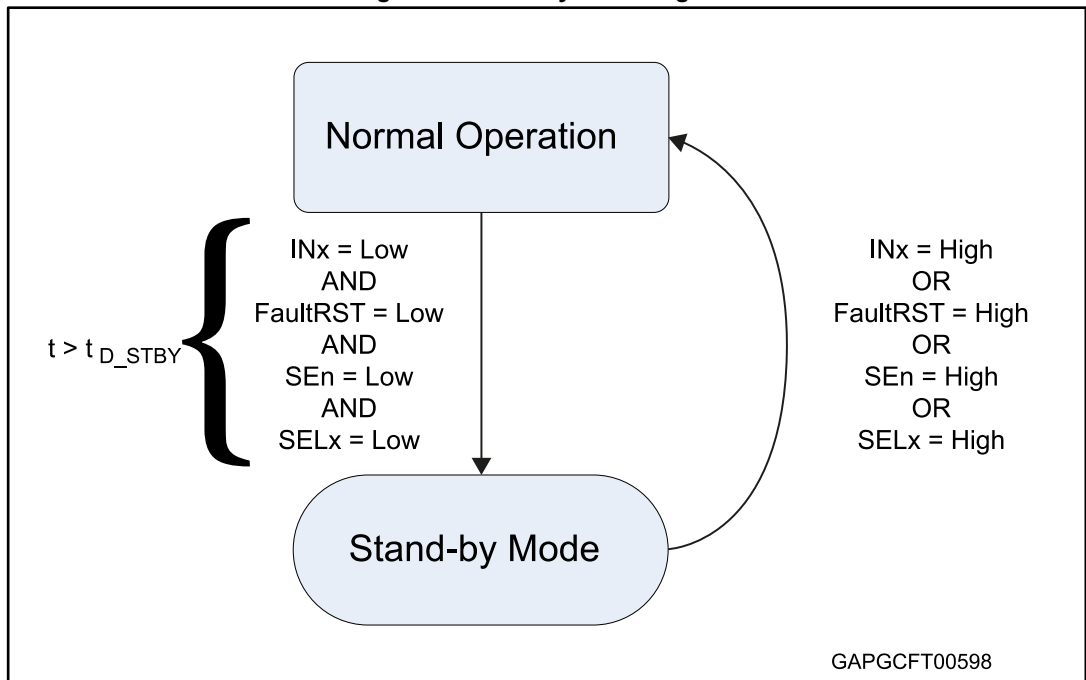 Normal Operation
t > t D_STBY
INx = Low
AND
FaultRST = Low
AND
SEn = Low
AND
SELx = Low
INx = High
OR
FaultRST = High
OR
SEn = High
OR
SELx = High
Stand-by Mode
GAPGCFT00598